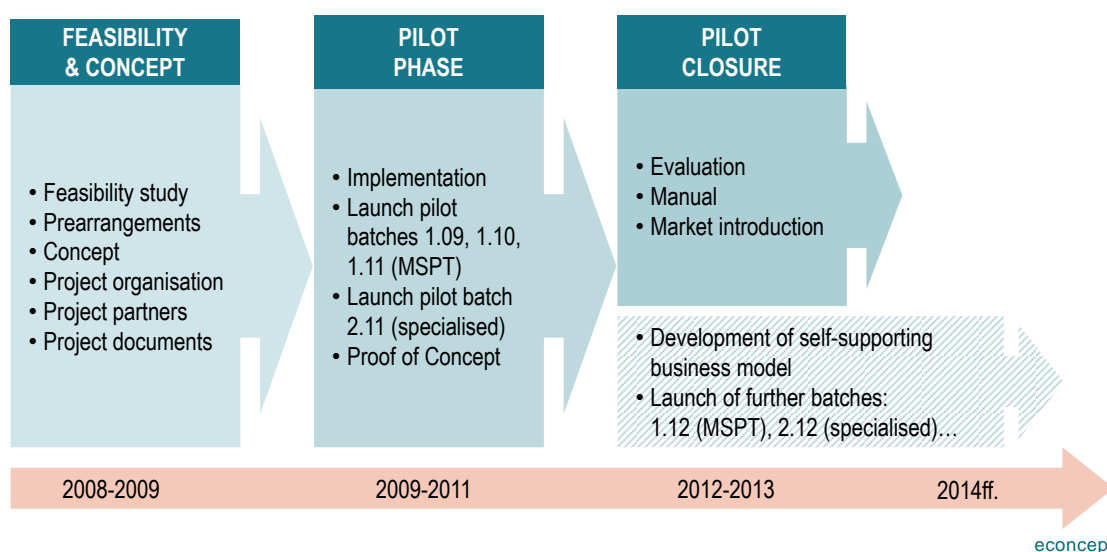 FEASIBILITY
& CONCEPT
• Feasibility study
• Prearrangements
• Concept
• Project organisation
• Project partners
• Project documents
PILOT
PHASE
• Implementation
• Launch pilot
batches 1.09, 1.10,
1.11 (MSPT)
• Launch pilot batch
2.11 (specialised)
• Proof of Concept
PILOT
CLOSURE
• Evaluation
• Manual
• Market introduction
• Development of self-supporting
business model
• Launch of further batches:
1.12 (MSPT), 2.12 (specialised)…
2008-2009
2009-2011
2012-2013
2014ff.
econcep